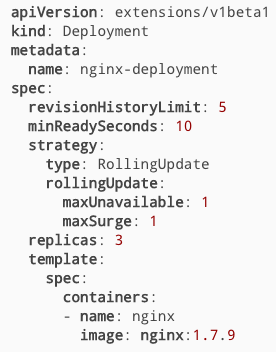 apiVersion: extensions/v1beta1
kind: Deployment
metadata:
  name: nginx-deployment
spec:
  revisionHistoryLimit: 5
  minReadySeconds: 10
  strategy:
    type: RollingUpdate
    rollingUpdate:
      maxUnavailable: 1
      maxSurge: 1
  replicas: 3
  template:
    spec:
      containers:
      - name: nginx
        image: nginx:1.7.9